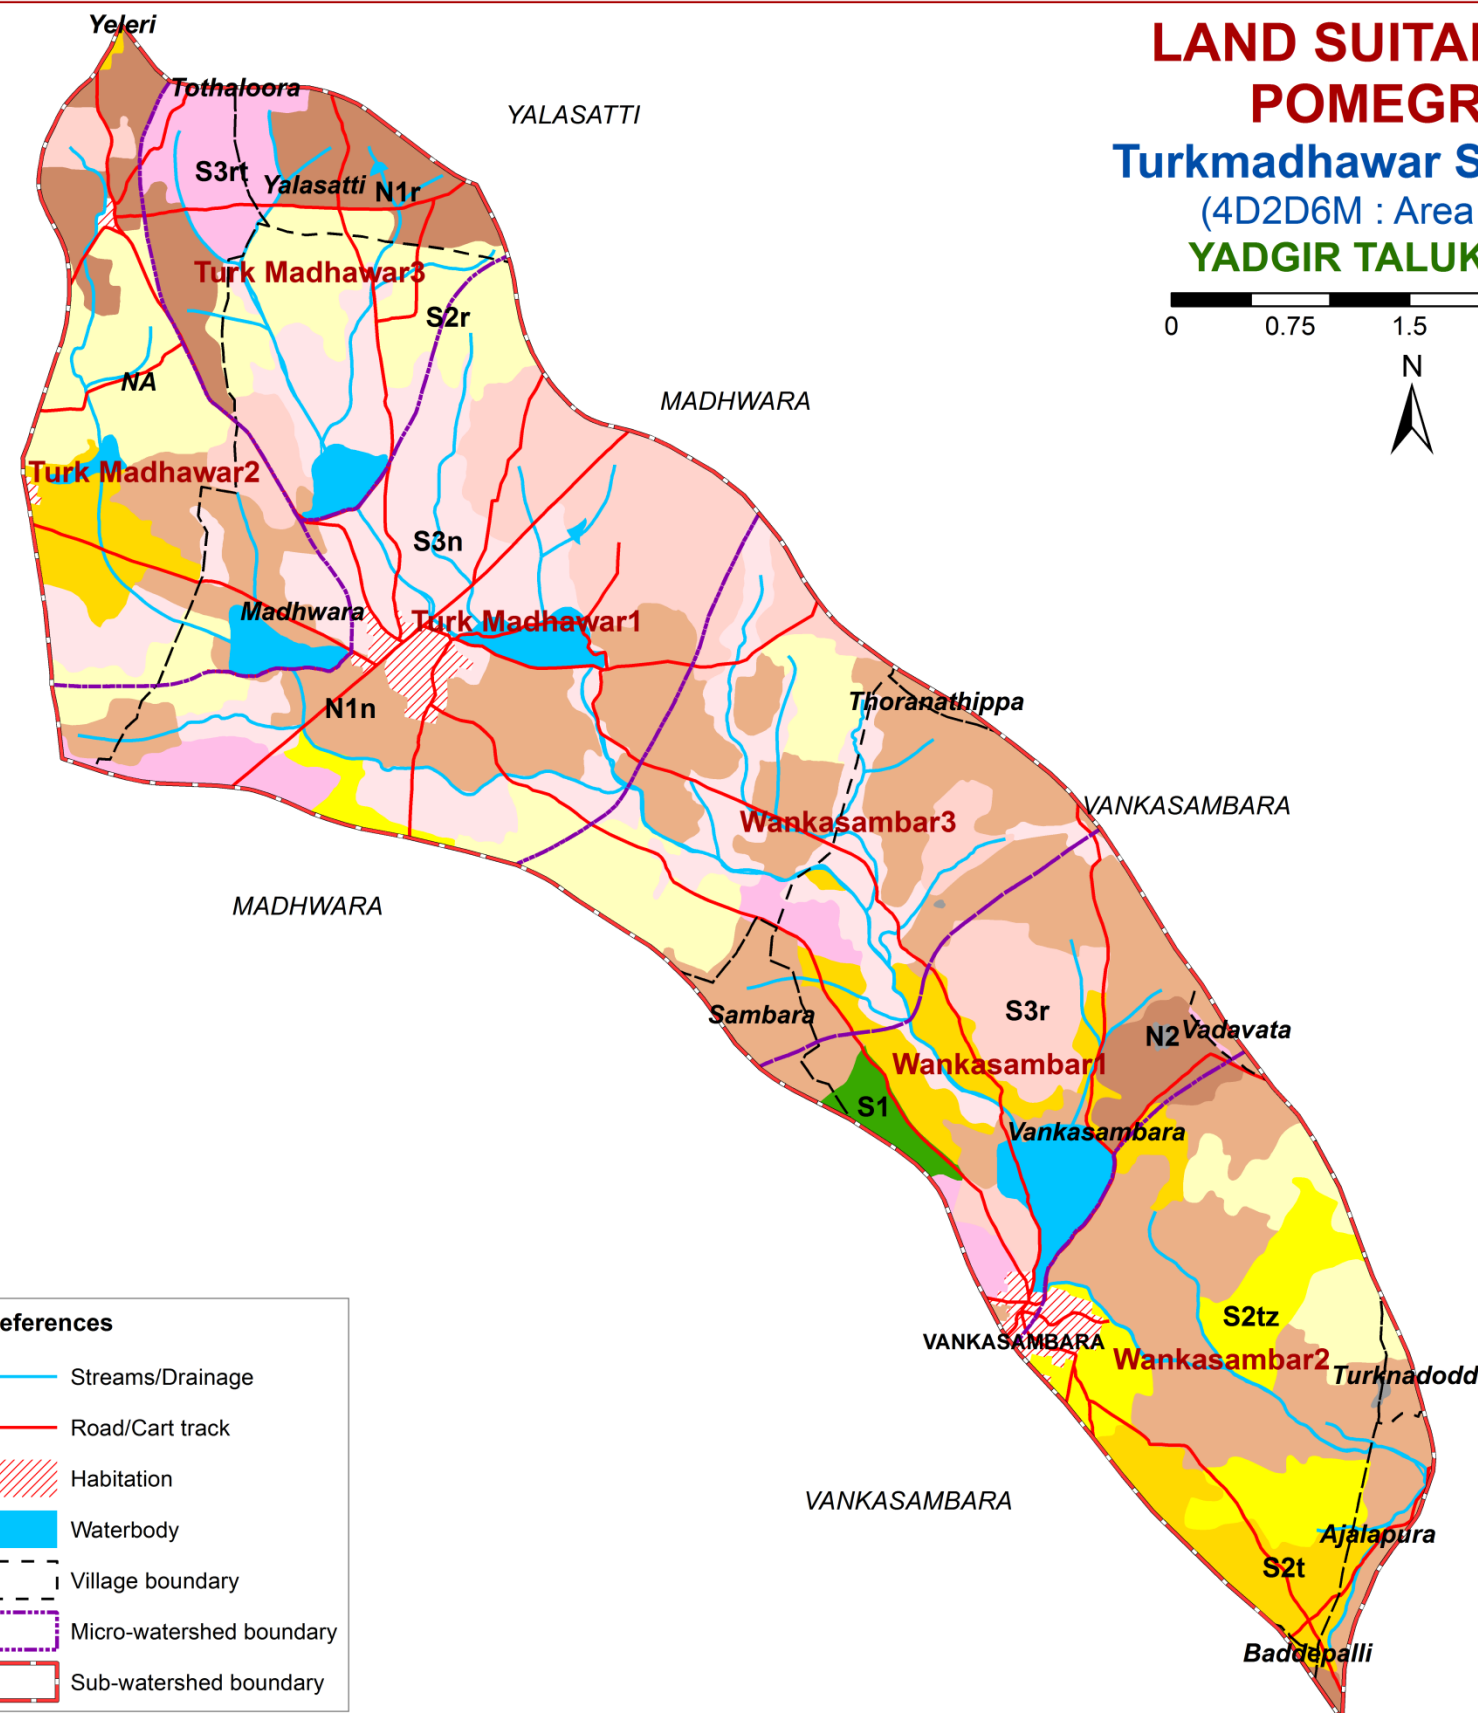 Yeleri
LAND SUITA
POMEGR
Tothaloora
YALASATTI
Turkmadhawar S
S3rt
Yalasatti
N1r
(4D2D6M : Area
YADGIR TALUK
Turk Madhawar3
S2r
0 0.75 1.5
N
NA
MADHWARA
Turk Madhawar2
S3n
Madhwara
Turk Madhawar1
N1n
Thoranathippa
VANKASAMBARA
Wankasambar3
MADHWARA
Sambara
S3r
N2
Vadavata
Wankasambar1
S1
Vankasambara
eferences
S2tz
VANKASAMBARA
Wankasambar2
Turknadodd
Streams/Drainage
Road/Cart track
Habitation
VANKASAMBARA
Waterbody
Ajalapura
S2t
Village boundary
Micro-watershed boundary
Baddepalli
Sub-watershed boundary